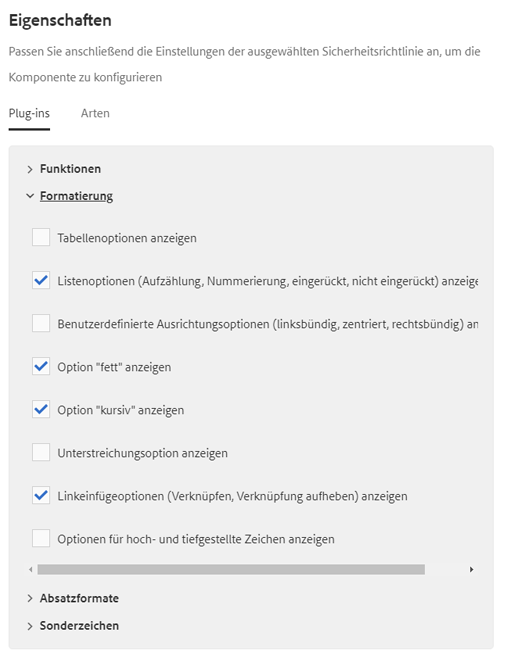 Eigenschaften
Passen Sie anschließend die Einstellungen der ausgewählten Sicherheitsrichtlinie an, um die
Komponente zu konfigurieren
Plug-ins Arten
Funktionen
Formatierung
Tabellenoptionen anzeigen
Listenoptionen (Aufzählung, Nummerierung, eingerückt, nicht eingerückt) anzeige
Benutzerdefinierte Ausrichtungsoptionen (linksbündig, zentriert, rechtsbündig) an
Option "fett" anzeigen
Option "kursiv" anzeigen
Unterstreichungsoption anzeigen
Linkeinfügeoptionen (Verknüpfen, Verknüpfung aufheben) anzeigen
Optionen für hoch- und tiefgestellte Zeichen anzeigen
Absatzformate
Sonderzeichen